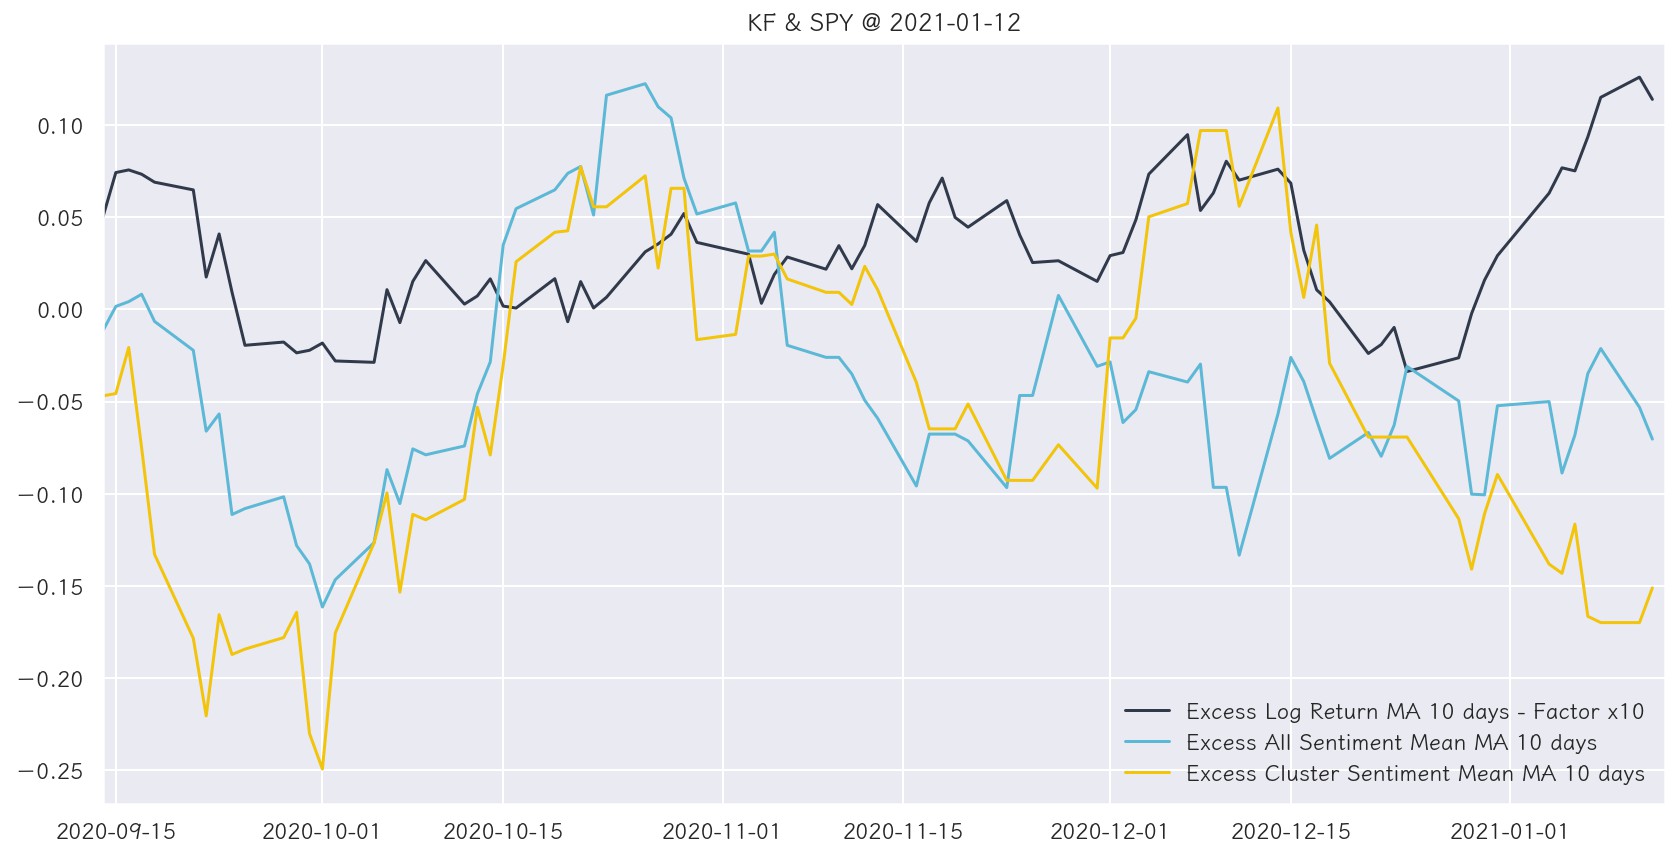 KF & SPY @ 2021-01-12
0.10
0.05
0.00
−0.05
−0.10
−0.15
−0.20
−0.25
Excess Log Return MA 10 days - Factor x10
Excess All Sentiment Mean MA 10 days
Excess Cluster Sentiment Mean MA 10 days
2020-09-15 2020-10-01 2020-10-15 2020-11-01 2020-11-15 2020-12-01 2020-12-15 2021-01-01